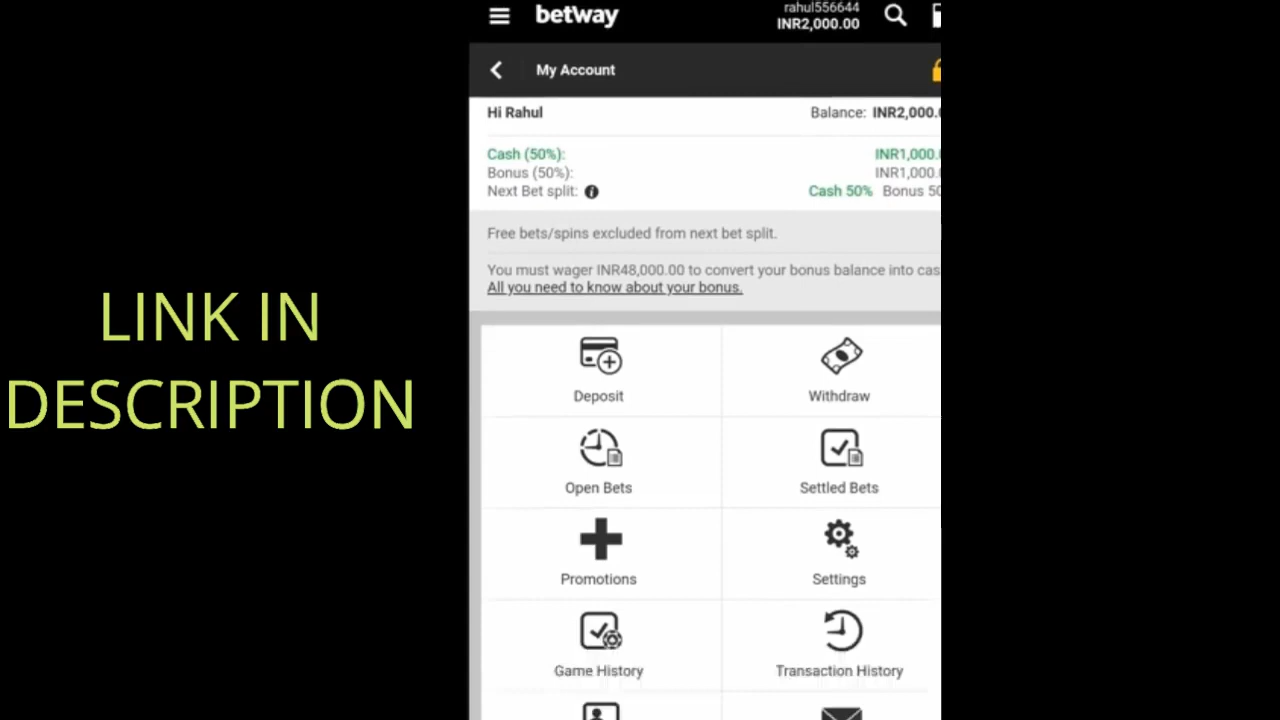 betway
rahul556644
INR2,000.00
My Account
Hi Rahul
Balance: INR2,000.
Cash (50%):
INR1,000.
Bonus (50%):
INR1,000.
Next Bet split:
Cash 50% Bonus 50
Free bets/spins excluded from next bet split.
You must wager INR48,000.00 to convert your bonus balance into cas
All you need to know about your bonus.
LINK IN
DESCRIPTION
Deposit
Withdraw
Open Bets
Settled Bets
Promotions
Settings
Game History
Transaction History